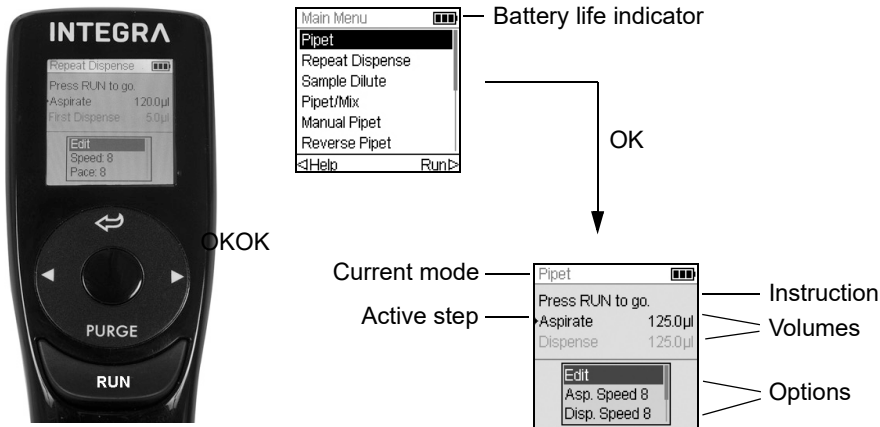 INTEGRA
Repeat Dispense
Press RUN to go.
Aspirate 120.0µl
First Dispense 5.0µl
Edit
Speed: 8
Pace: 8
OKOK
PURGE
RUN
Main Menu
Pipet
Repeat Dispense
Sample Dilute
Pipet/Mix
Manual Pipet
Reverse Pipet
Help Run
Battery life indicator
OK
Current mode
Active step
Pipet
Press RUN to go.
Aspirate 125.0µl
Dispense 125.0µl
Edit
Asp. Speed 8
Disp. Speed 8
Instruction
Volumes
Options